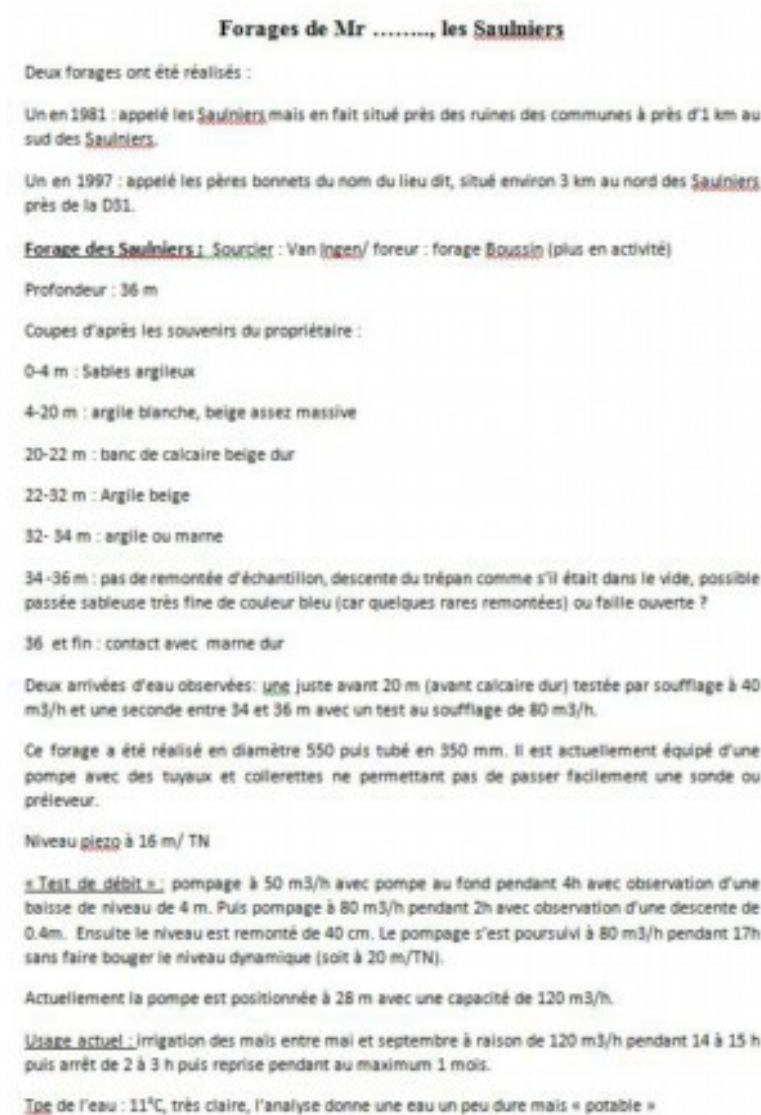 Forages de Mr ........, les Saulniers
Deux forages ont été réalisés :
Un en 1981 : appelé les Saulniers mais en fait situé près des ruines des communes à près d'1 km au
sud des Saulniers.
Un en 1997 : appelé les pères bonnets du nom du lieu dit, situé environ 3 km au nord des Saulniers
près de la D31.
Forage des Saulniers : Sourcier : Van Ingen/ foreur : forage Boussin (plus en activité)
Profondeur : 36 m
Coupes d'après les souvenirs du propriétaire :
0-4 m : Sables argileux
4-20 m : argile blanche, beige assez massive
20-22 m : banc de calcaire beige dur
22-32 m : Argile beige
32- 34 m : argile ou marne
34 -36 m : pas de remontée d'échantillon, descente du trépan comme s'il était dans le vide, possible
passée sableuse très fine de couleur bleu (car quelques rares remontées) ou faille ouverte ?
36 et fin : contact avec marne dur
Deux arrivées d'eau observées: une juste avant 20 m (avant calcaire dur) testée par soufflage à 40
m3/h et une seconde entre 34 et 36 m avec un test au soufflage de 80 m3/h.
Ce forage a été réalisé en diamètre 550 puis tubé en 350 mm. Il est actuellement équipé d'une
pompe avec des tuyaux et collerettes ne permettant pas de passer facilement une sonde ou
préleveur.
Niveau piezo à 16 m/ TN
« Test de débit » : pompage à 50 m3/h avec pompe au fond pendant 4h avec observation d'une
baisse de niveau de 4 m. Puis pompage à 80 m3/h pendant 2h avec observation d'une descente de
0.4m. Ensuite le niveau est remonté de 40 cm. Le pompage s'est poursuivi à 80 m3/h pendant 17h
sans faire bouger le niveau dynamique (soit à 20 m/TN).
Actuellement la pompe est positionnée à 28 m avec une capacité de 120 m3/h.
Usage actuel : irrigation des maïs entre mai et septembre à raison de 120 m3/h pendant 14 à 15 h
puis arrêt de 2 à 3 h puis reprise pendant au maximum 1 mois.
Tpe de l'eau : 11°C, très claire, l'analyse donne une eau un peu dure mais « potable »